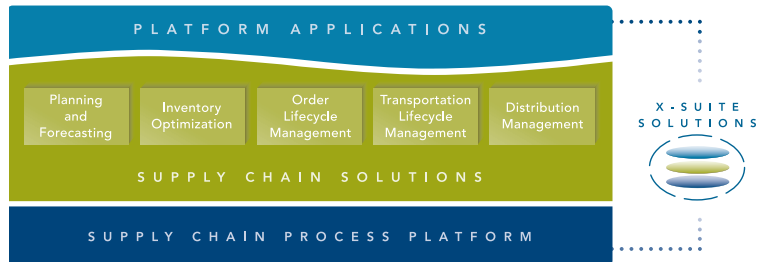 PLATFORM APPLICATIONS
Planning
and
Forecasting
Inventory
Optimization
Order
Lifecycle
Management
Transportation
Lifecycle
Management
Distribution
Management
SUPPLY CHAIN SOLUTIONS
SUPPLY CHAIN PROCESS PLATFORM
X-SUITE
SOLUTIONS